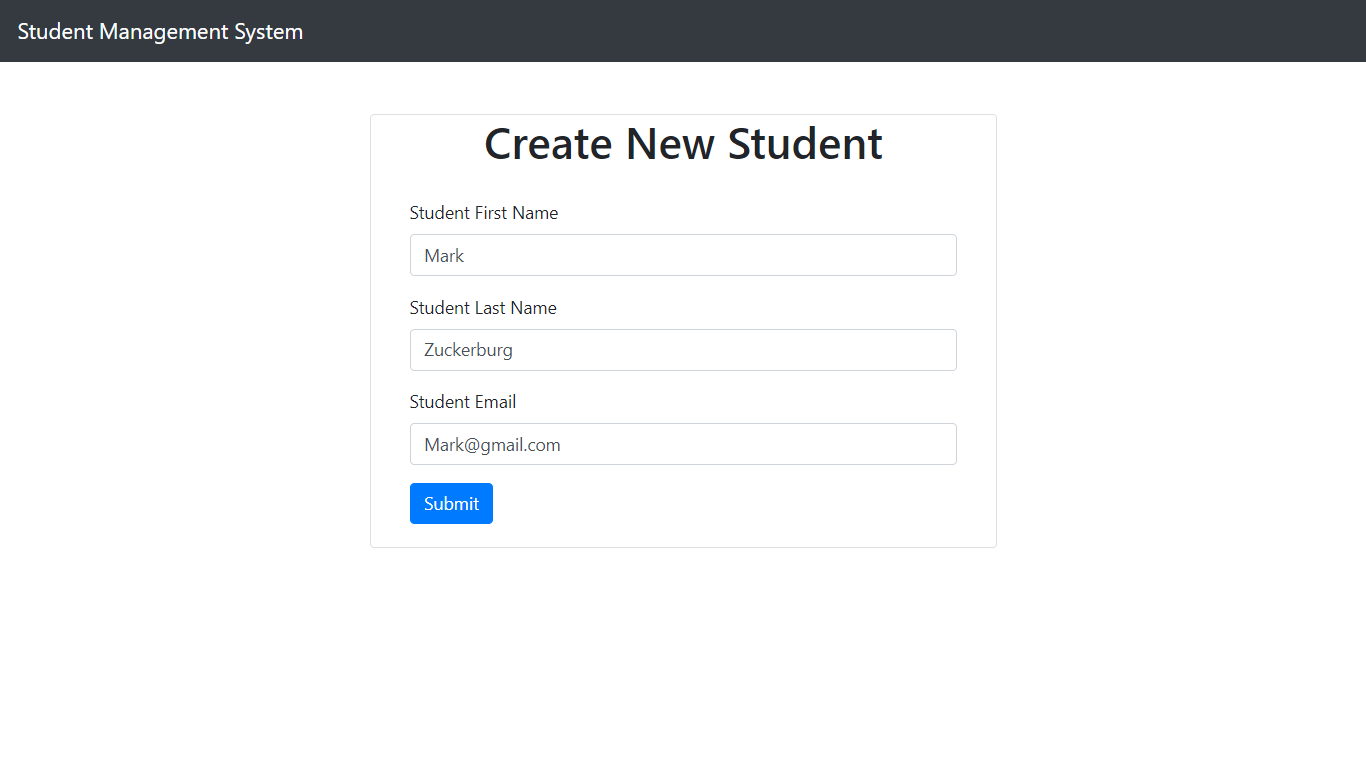 Student Management System
Create New Student
Student First Name
Mark
Student Last Name
Zuckerburg
Student Email
Mark@gmail.com
Submit